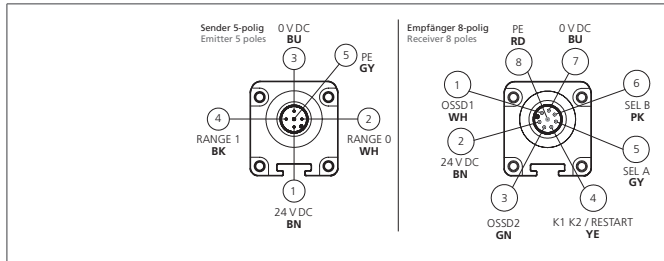 Sender 5-polig
Emitter 5 poles
0 V DC
BU
3
5
PE
GY
4
RANGE 1
BK
2
RANGE 0
WH
1
24 V DC
BN
Empfänger 8-polig
Receiver 8 poles
PE
RD
0 V DC
BU
8
7
1
OSSD1
WH
6
SEL B
PK
2
24 V DC
BN
5
SEL A
GY
3
OSSD2
GN
4
K1 K2 / RESTART
YE